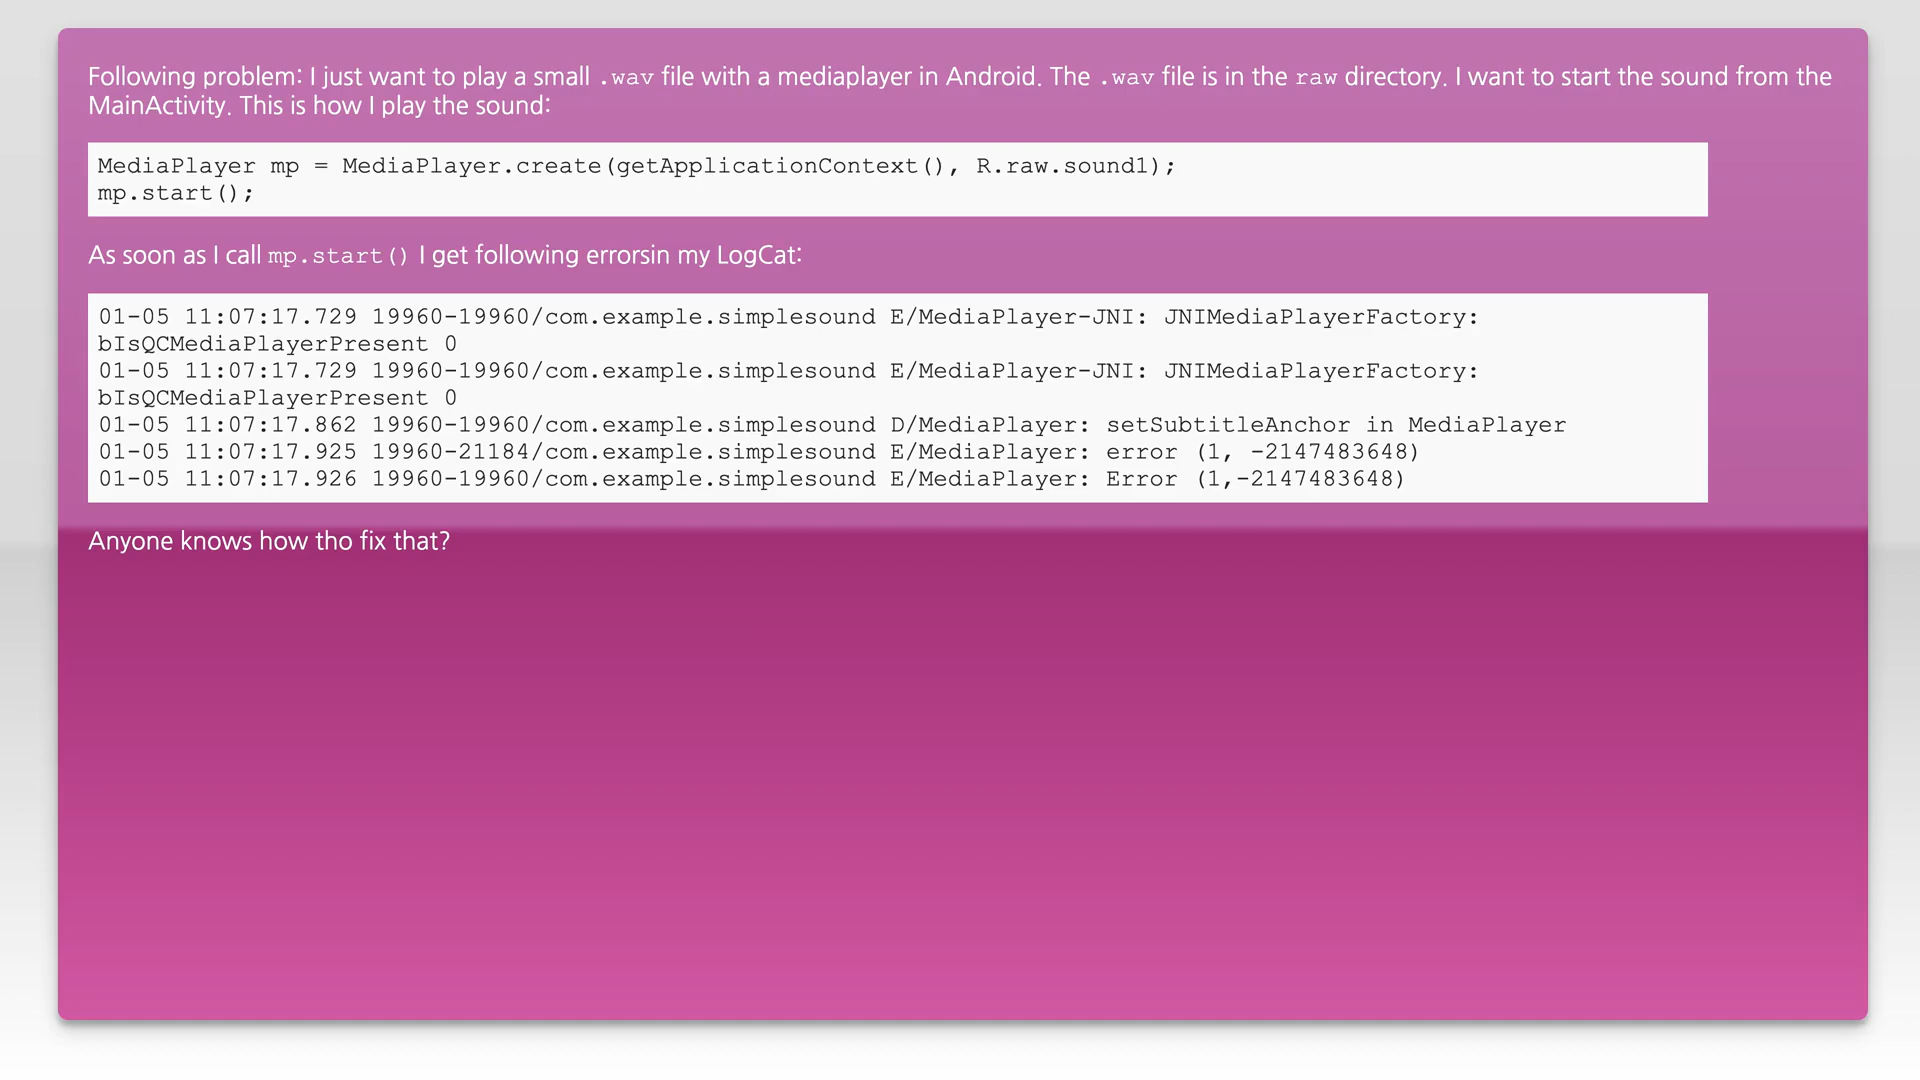 Following problem: I just want to play a small .wav file with a mediaplayer in Android. The .wav file is in the raw directory. I want to start the sound from the
MainActivity. This is how I play the sound:
MediaPlayer mp = MediaPlayer.create(getApplicationContext(), R.raw.sound1);
mp.start();
As soon as I call mp.start() I get following errorsin my LogCat:
01-05 11:07:17.729 19960-19960/com.example.simplesound E/MediaPlayer-JNI: JNIMediaPlayerFactory:
bIsQCMediaPlayerPresent 0
01-05 11:07:17.729 19960-19960/com.example.simplesound E/MediaPlayer-JNI: JNIMediaPlayerFactory:
bIsQCMediaPlayerPresent 0
01-05 11:07:17.862 19960-19960/com.example.simplesound D/MediaPlayer: setSubtitleAnchor in MediaPlayer
01-05 11:07:17.925 19960-21184/com.example.simplesound E/MediaPlayer: error (1, -2147483648)
01-05 11:07:17.926 19960-19960/com.example.simplesound E/MediaPlayer: Error (1,-2147483648)
Anyone knows how tho fix that?